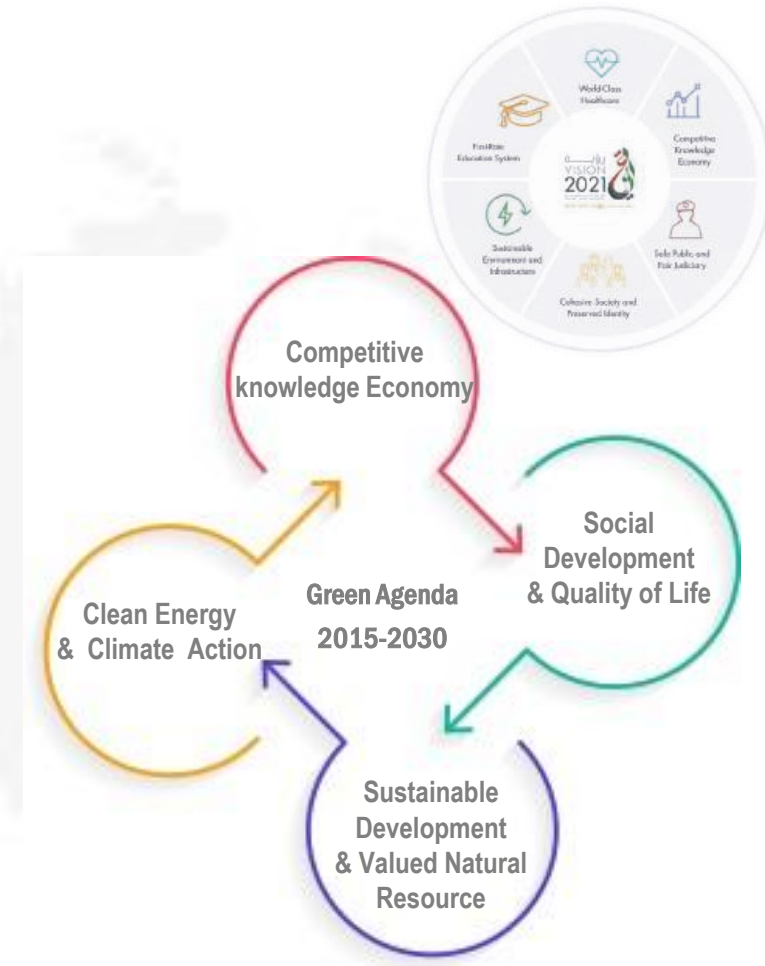 World-Class
Healthcare
Competitive
Knowledge
Economy
First-Rate
Education System
VISION
2021
Sustainable
Environment and
Infrastructure
Safe Public and
Fair Judiciary
Cohesive Society and
Preserved Identity
Competitive
knowledge Economy
Social
Development
& Quality of Life
Green Agenda
2015-2030
Clean Energy
& Climate Action
Sustainable
Development
& Valued Natural
Resource